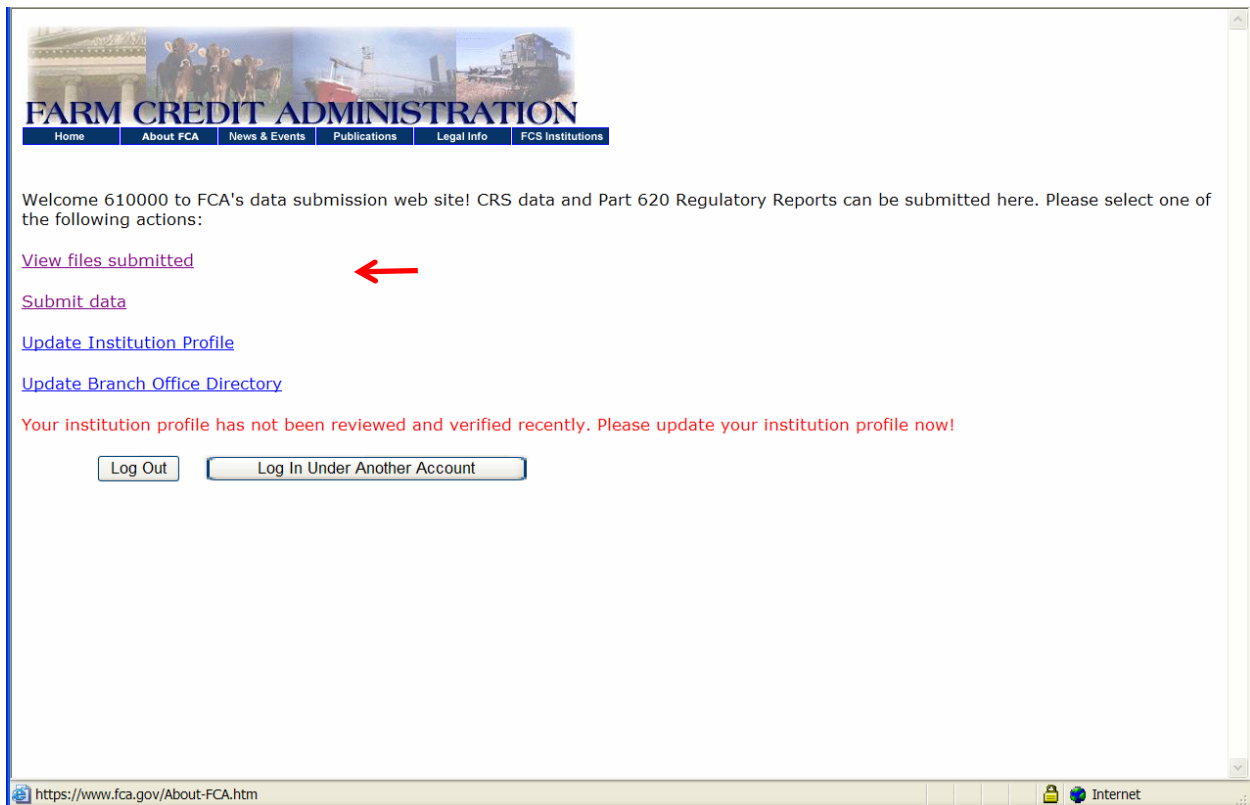 FARM CREDIT ADMINISTRATION
Home About FCA News & Events Publications Legal Info FCS Institutions
Welcome 610000 to FCA's data submission web site! CRS data and Part 620 Regulatory Reports can be submitted here. Please select one of
the following actions:
View files submitted
Submit data
Update Institution Profile
Update Branch Office Directory
Your institution profile has not been reviewed and verified recently. Please update your institution profile now!
Log Out Log In Under Another Account
https://www.fca.gov/About-FCA.htm Internet